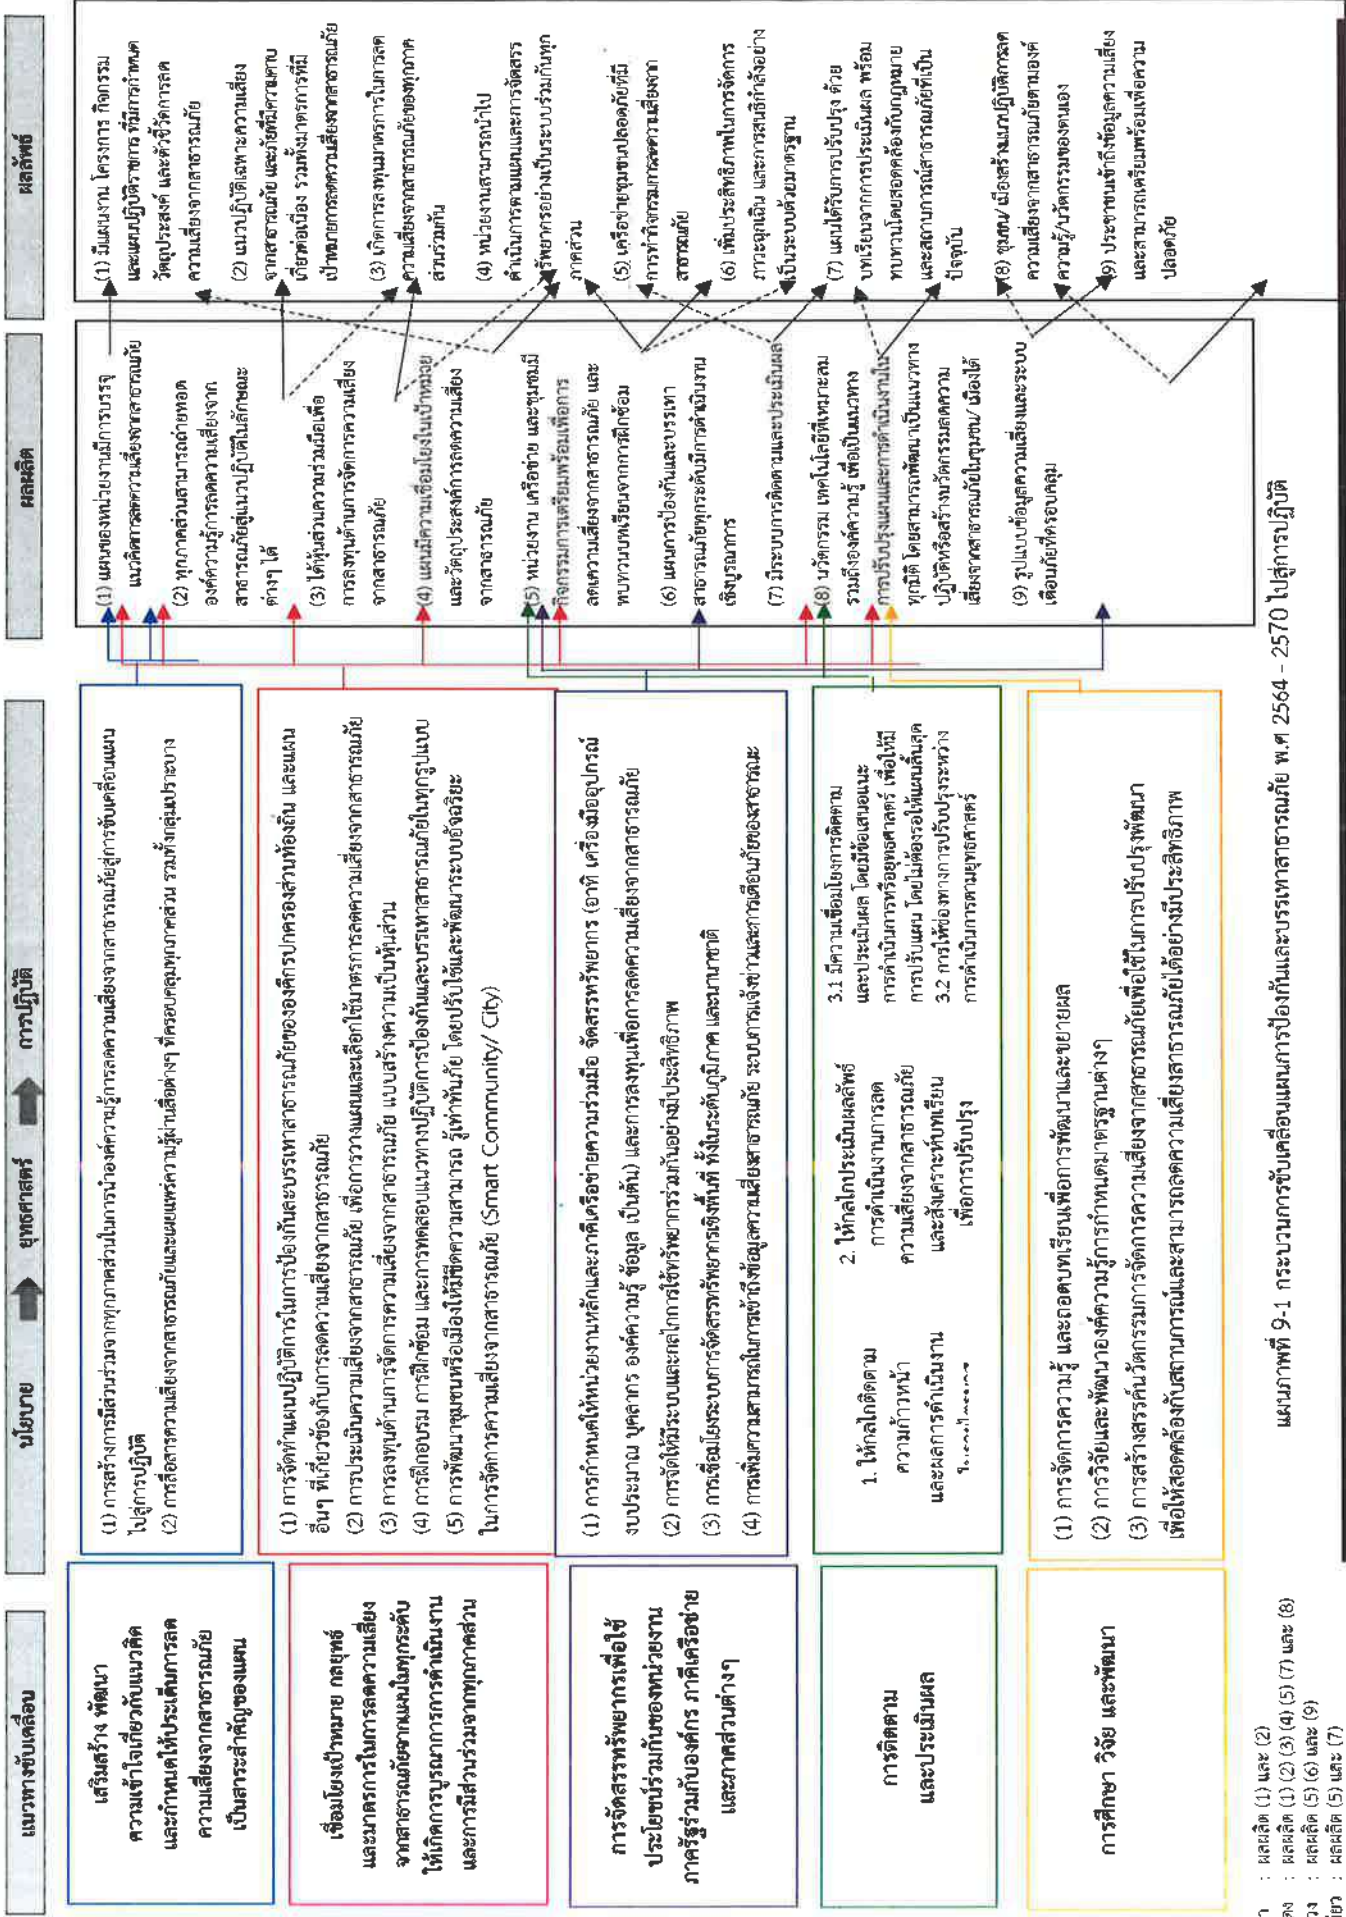 แนวทางขับเคลื่อน
นโยบาย
ยุทธศาสตร์
การปฏิบัติ
ผลผลิต
ผลลัพธ์
เสริมสร้าง พัฒนา
ความเข้าใจเกี่ยวกับแนวคิด
และกำหนดให้ประเด็นการลด
ความเสี่ยงจากสาธารณภัย
เป็นสาระสำคัญของแผน
เชื่อมโยงเป้าหมาย กลยุทธ์
และมาตรการในการลดความเสี่ยง
จากสาธารณภัยจากแผนในทุกระดับ
ให้เกิดการบูรณาการการดำเนินงาน
และการมีส่วนร่วมจากทุกภาคส่วน
การจัดสรรทรัพยากรเพื่อใช้
ประโยชน์ร่วมกันของหน่วยงาน
ภาครัฐร่วมกับองค์กร ภาคีเครือข่าย
และภาคส่วนต่างๆ
การติดตาม
และประเมินผล
การศึกษา วิจัย และพัฒนา
(1) การสร้างการมีส่วนร่วมจากทุกภาคส่วนในการนำองค์ความรู้การลดความเสี่ยงจากสาธารณภัยสู่การขับเคลื่อนแผน
ไปสู่การปฏิบัติ
(2) การสื่อสารความเสี่ยงจากสาธารณภัยและเผยแพร่ความรู้ผ่านสื่อต่างๆ ที่ครอบคลุมทุกภาคส่วน รวมทั้งกลุ่มเปราะบาง
(1) การจัดทำแผนปฏิบัติการในการป้องกันละบรรเทาสาธารณภัยขององค์กรปกครองส่วนท้องถิ่น และแผน
อื่นๆ ที่เกี่ยวข้องกับการลดความเสี่ยงจากสาธารณภัย
(2) การประเมินความเสี่ยงจากสาธารณภัย เพื่อการวางแผนและเลือกใช้มาตรการลดความเสี่ยงจากสาธารณภัย
(3) การลงทุนด้านการจัดการความเสี่ยงจากสาธารณภัย แบบสร้างความเป็นหุ้นส่วน
(4) การฝึกอบรม การฝึกซ้อม และการทดสอบแนวทางปฏิบัติการป้องกันและบรรเทาสาธารณภัยในทุกรูปแบบ
(5) การพัฒนาชุมชนหรือเมืองให้มีขีดความสามารถ รู้เท่าทันภัย โดยปรับใช้และพัฒนาระบบอัจฉริยะ
ในการจัดการความเสี่ยงจากสาธารณภัย (Smart Community/ City)
(1) การกำหนดให้หน่วยงานหลักและภาคีเครือข่ายความร่วมมือ จัดสรรทรัพยากร (อาทิ เครื่องมืออุปกรณ์
งบประมาณ บุคลากร องค์ความรู้ ข้อมูล เป็นต้น) และการลงทุนเพื่อการลดความเสี่ยงจากสาธารณภัย
(2) การจัดให้มีระบบและกลไกการใช้ทรัพยากรร่วมกันอย่างมีประสิทธิภาพ
(3) การเชื่อมโยงระบบการจัดสรรทรัพยากรเชิงพื้นที่ ทั้งในระดับภูมิภาค และนานาชาติ
(4) การเพิ่มความสามารถในการเข้าถึงข้อมูลความเสี่ยงสาธารณภัย ระบบการแจ้งข่าวและการเตือนภัยของสาธารณะ
1. ให้กลไกติดตาม
ความก้าวหน้า
และผลการดำเนินงาน
2. ให้กลไกประเมินผลลัพธ์
การดำเนินงานการลด
ความเสี่ยงจากสาธารณภัย
และสังเคราะห์บทเรียน
เพื่อการปรับปรุง
3.1 มีความเชื่อมโยงการติดตาม
และประเมินผล โดยมีข้อเสนอแนะ
การดำเนินการหรือยุทธศาสตร์ เพื่อให้มี
การปรับแผน โดยไม่ต้องรอให้แผนสิ้นสุด
3.2 การให้ช่องทางการปรับปรุงระหว่าง
การดำเนินการตามยุทธศาสตร์
(1) การจัดการความรู้ และถอดบทเรียนเพื่อการพัฒนาและขยายผล
(2) การวิจัยและพัฒนาองค์ความรู้การกำหนดมาตรฐานต่างๆ
(3) การสร้างสรรค์นวัตกรรมการจัดการความเสี่ยงจากสาธารณภัยเพื่อใช้ในการปรับปรุงพัฒนา
เพื่อให้สอดคล้องกับสถานการณ์และสามารถลดความเสี่ยงสาธารณภัยได้อย่างมีประสิทธิภาพ
(1) แผนของหน่วยงานมีการบรรจุ
แนวคิดการลดความเสี่ยงจากสาธารณภัย
(2) ทุกภาคส่วนสามารถถ่ายทอด
องค์ความรู้การลดความเสี่ยงจาก
สาธารณภัยสู่แนวปฏิบัติในลักษณะ
ต่างๆ ได้
(3) ได้หุ้นส่วนความร่วมมือเพื่อ
การลงทุนด้านการจัดการความเสี่ยง
จากสาธารณภัย
(4) แผนมีความเชื่อมโยงในเป้าหมาย
และวัตถุประสงค์การลดความเสี่ยง
จากสาธารณภัย
(5) หน่วยงาน เครือข่าย และชุมชนมี
กิจกรรมการเตรียมพร้อมเพื่อการ
ลดความเสี่ยงจากสาธารณภัย และ
ทบทวนบทเรียนจากการฝึกซ้อม
(6) แผนการป้องกันและบรรเทา
สาธารณภัยทุกระดับมีการดำเนินงาน
เชิงบูรณาการ
(7) มีระบบการติดตามและประเมินผล
(8) นวัตกรรม เทคโนโลยีที่เหมาะสม
รวมถึงองค์ความรู้ เพื่อเป็นแนวทาง
การปรับปรุงแผนและการดำเนินงานใน
ทุกมิติ โดยสามารถพัฒนาเป็นแนวทาง
ปฏิบัติหรือสร้างนวัตกรรมลดความ
เสี่ยงจากสาธารณภัยในชุมชน/ เมืองได้
(9) รูปแบบข้อมูลความเสี่ยงและระบบ
เตือนภัยที่ครอบคลุม
(1) มีแผนงาน โครงการ กิจกรรม
และแผนปฏิบัติราชการ ที่มีการกำหนด
วัตถุประสงค์ และตัวชี้วัดการลด
ความเสี่ยงจากสาธารณภัย
(2) แนวปฏิบัติเฉพาะความเสี่ยง
จากสาธารณภัย และภัยที่มีความคาบ
เกี่ยวต่อเนื่อง รวมทั้งมาตรการที่มี
เป้าหมายการลดความเสี่ยงจากสาธารณภัย
(3) เกิดการลงทุนมาตรการในการลด
ความเสี่ยงจากสาธารณภัยของทุกภาค
ส่วนร่วมกัน
(4) หน่วยงานสามารถนำไป
ดำเนินการตามแผนและการจัดสรร
ทรัพยากรอย่างเป็นระบบร่วมกันทุก
ภาคส่วน
(5) เครือข่ายชุมชนปลอดภัยที่มี
การทำกิจกรรมการลดความเสี่ยงจาก
สาธารณภัย
(6) เพิ่มประสิทธิภาพในการจัดการ
ภาวะฉุกเฉิน และการสนธิกำลังอย่าง
เป็นระบบด้วยมาตรฐาน
(7) แผนได้รับการปรับปรุง ด้วย
บทเรียนจากการประเมินผล พร้อม
ทบทวนโดยสอดคล้องกับกฎหมาย
และสถานการณ์สาธารณภัยที่เป็น
ปัจจุบัน
(8) ชุมชน/ เมืองสร้างแนวปฏิบัติการลด
ความเสี่ยงจากสาธารณภัยตามองค์
ความรู้/นวัตกรรมของตนเอง
(9) ประชาชนเข้าถึงข้อมูลความเสี่ยง
และสามารถเตรียมพร้อมเพื่อความ
ปลอดภัย
: ผลผลิต (1) และ (2)
: ผลผลิต (1) (2) (3) (4) (5) (7) และ (8)
: ผลผลิต (5) (6) และ (9)
: ผลผลิต (5) และ (7)
แผนภาพที่ 9-1 กระบวนการขับเคลื่อนแผนการป้องกันและบรรเทาสาธารณภัย พ.ศ 2564 - 2570 ไปสู่การปฏิบัติ